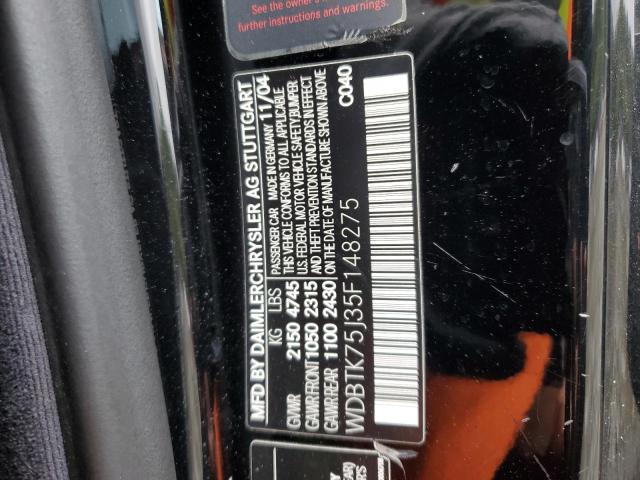 See the owner's
further instructions and warnings.
MFD BY DAIMLERCHRYSLER AG STUTTGART
PASSENGER CAR MADE IN GERMANY 11/04
KG LBS THIS VEHICLE CONFORMS TO ALL APPLICABLE
GVWR 2150 4745 U.S. FEDERAL MOTOR VEHICLE SAFETY BUMPER
GAWR FRONT 1050 2315 AND THEFT PREVENTION STANDARDS IN EFFECT
GAWR REAR 1100 2430 ON THE DATE OF MANUFACTURE SHOWN ABOVE
C040
WDBTK75J35F148275